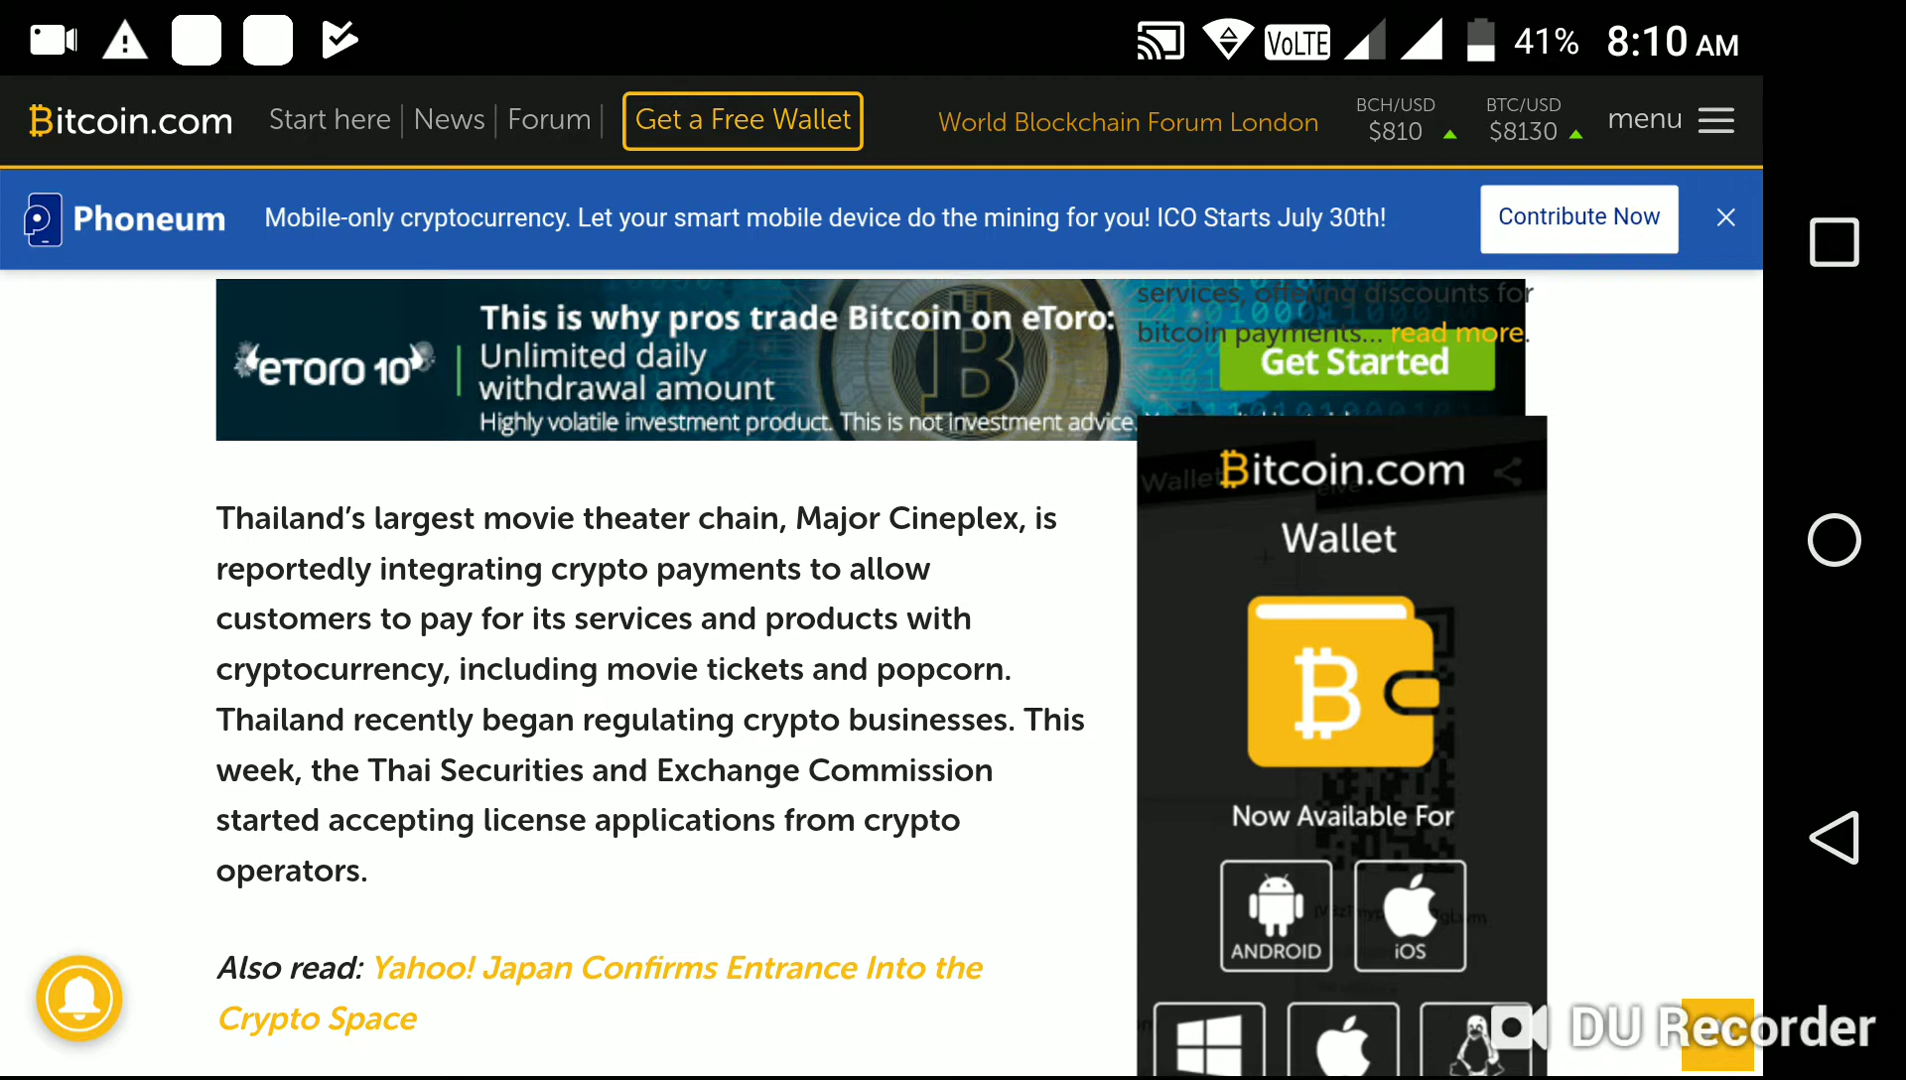 VoLTE 41% 8:10 AM
Bitcoin.com Start here News Forum Get a Free Wallet World Blockchain Forum London BCH/USD $810 BTC/USD $8130 menu
Phoneum Mobile-only cryptocurrency. Let your smart mobile device do the mining for you! ICO Starts July 30th! Contribute Now
eToro 10
This is why pros trade Bitcoin on eToro:
Unlimited daily
withdrawal amount
Highly volatile investment product. This is not investment advice.
services, offering discounts for
bitcoin payments... read more.
Get Started
Thailand's largest movie theater chain, Major Cineplex, is
reportedly integrating crypto payments to allow
customers to pay for its services and products with
cryptocurrency, including movie tickets and popcorn.
Thailand recently began regulating crypto businesses. This
week, the Thai Securities and Exchange Commission
started accepting license applications from crypto
operators.
Also read: Yahoo! Japan Confirms Entrance Into the
Crypto Space
Bitcoin.com
Wallet
Now Available For
ANDROID
iOS
DU Recorder